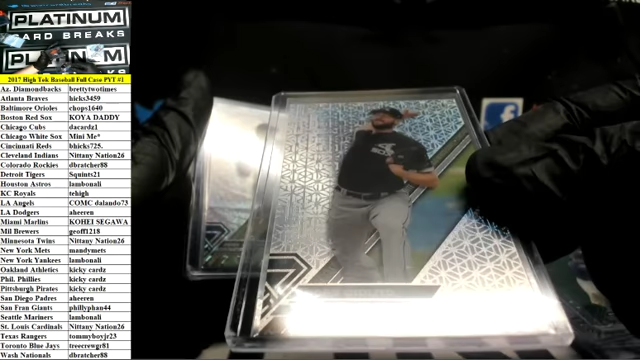 PLATINUM
CARD BREAKS
PLATINUM
2017 High Tek Baseball Full Case PYT #1
Az. Diamondbacks brettytwotimes
Atlanta Braves hicks3459
Baltimore Orioles chops1640
Boston Red Sox KOYA DADDY
Chicago Cubs dacardz1
Chicago White Sox Mini Me*
Cincinnati Reds bhicks725.
Cleveland Indians Nittany Nation26
Colorado Rockies dbratcher88
Detroit Tigers Squints21
Houston Astros lambonali
KC Royals tehigh
LA Angels COMC dalando73
LA Dodgers aheeren
Miami Marlins KOHEI SEGAWA
Mil Brewers geoff1218
Minnesota Twins Nittany Nation26
New York Mets mandymets
New York Yankees lambonali
Oakland Athletics kicky cardz
Phil. Phillies kicky cardz
Pittsburgh Pirates kicky cardz
San Diego Padres aheeren
San Fran Giants phillyphan44
Seattle Mariners lambonali
St. Louis Cardinals Nittany Nation26
Texas Rangers tommyboyjr23
Toronto Blue Jays treecrewgr81
Wash Nationals dbratcher88